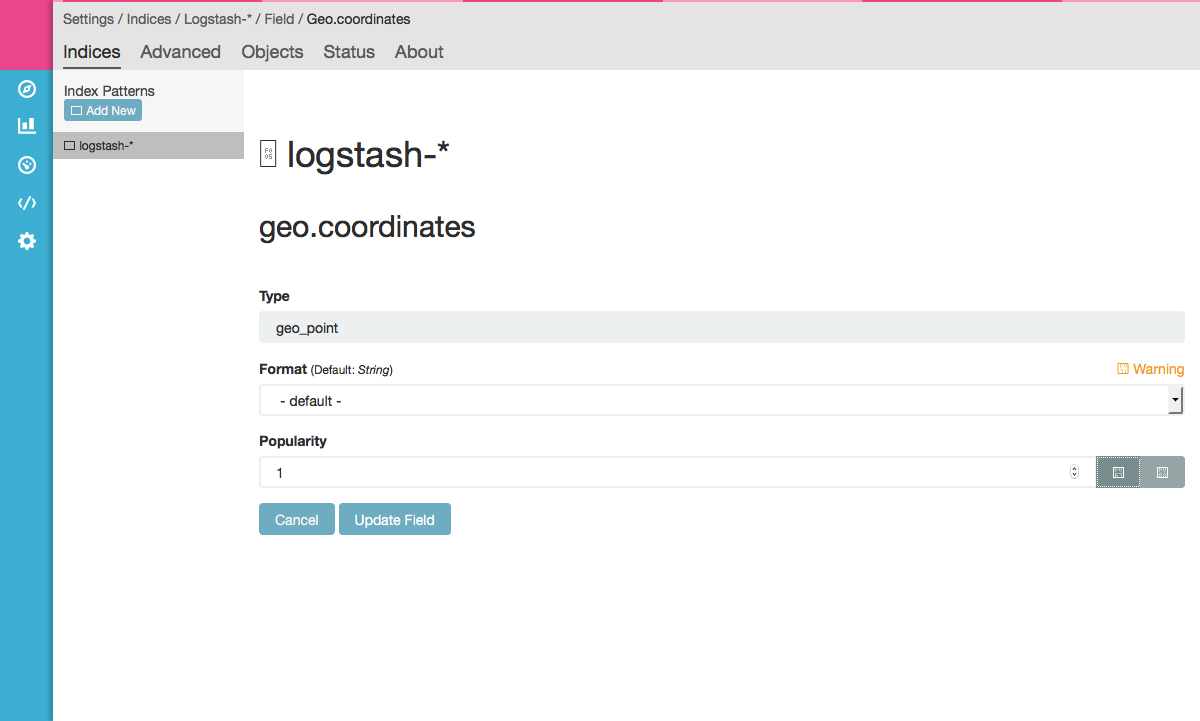 Settings / Indices / Logstash-* / Field / Geo.coordinates
Indices Advanced Objects Status About
Index Patterns
Add New
logstash-*
logstash-*
geo.coordinates
Type
geo_point
Format (Default: String)
Warning
- default -
Popularity
1
Cancel Update Field